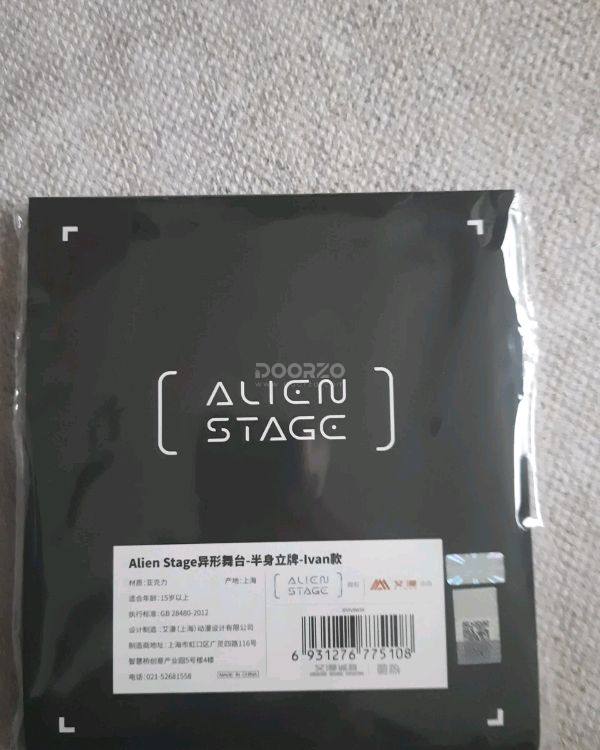 DOORZO
ALIEN
STAGE
Alien Stage异形舞台-半身立牌-Ivan款
材质:亚克力 产地:上海
适合年龄:15岁以上
执行标准:GB 28480-2012
设计制造:艾漫(上海)动漫设计有限公司
制造商地址:上海市虹口区广灵四路116号
智慧桥创意产业园5号楼4楼
电话:021-52681558
MADE IN CHINA
ALIEN
STAGE
艾漫
6 931276 775108